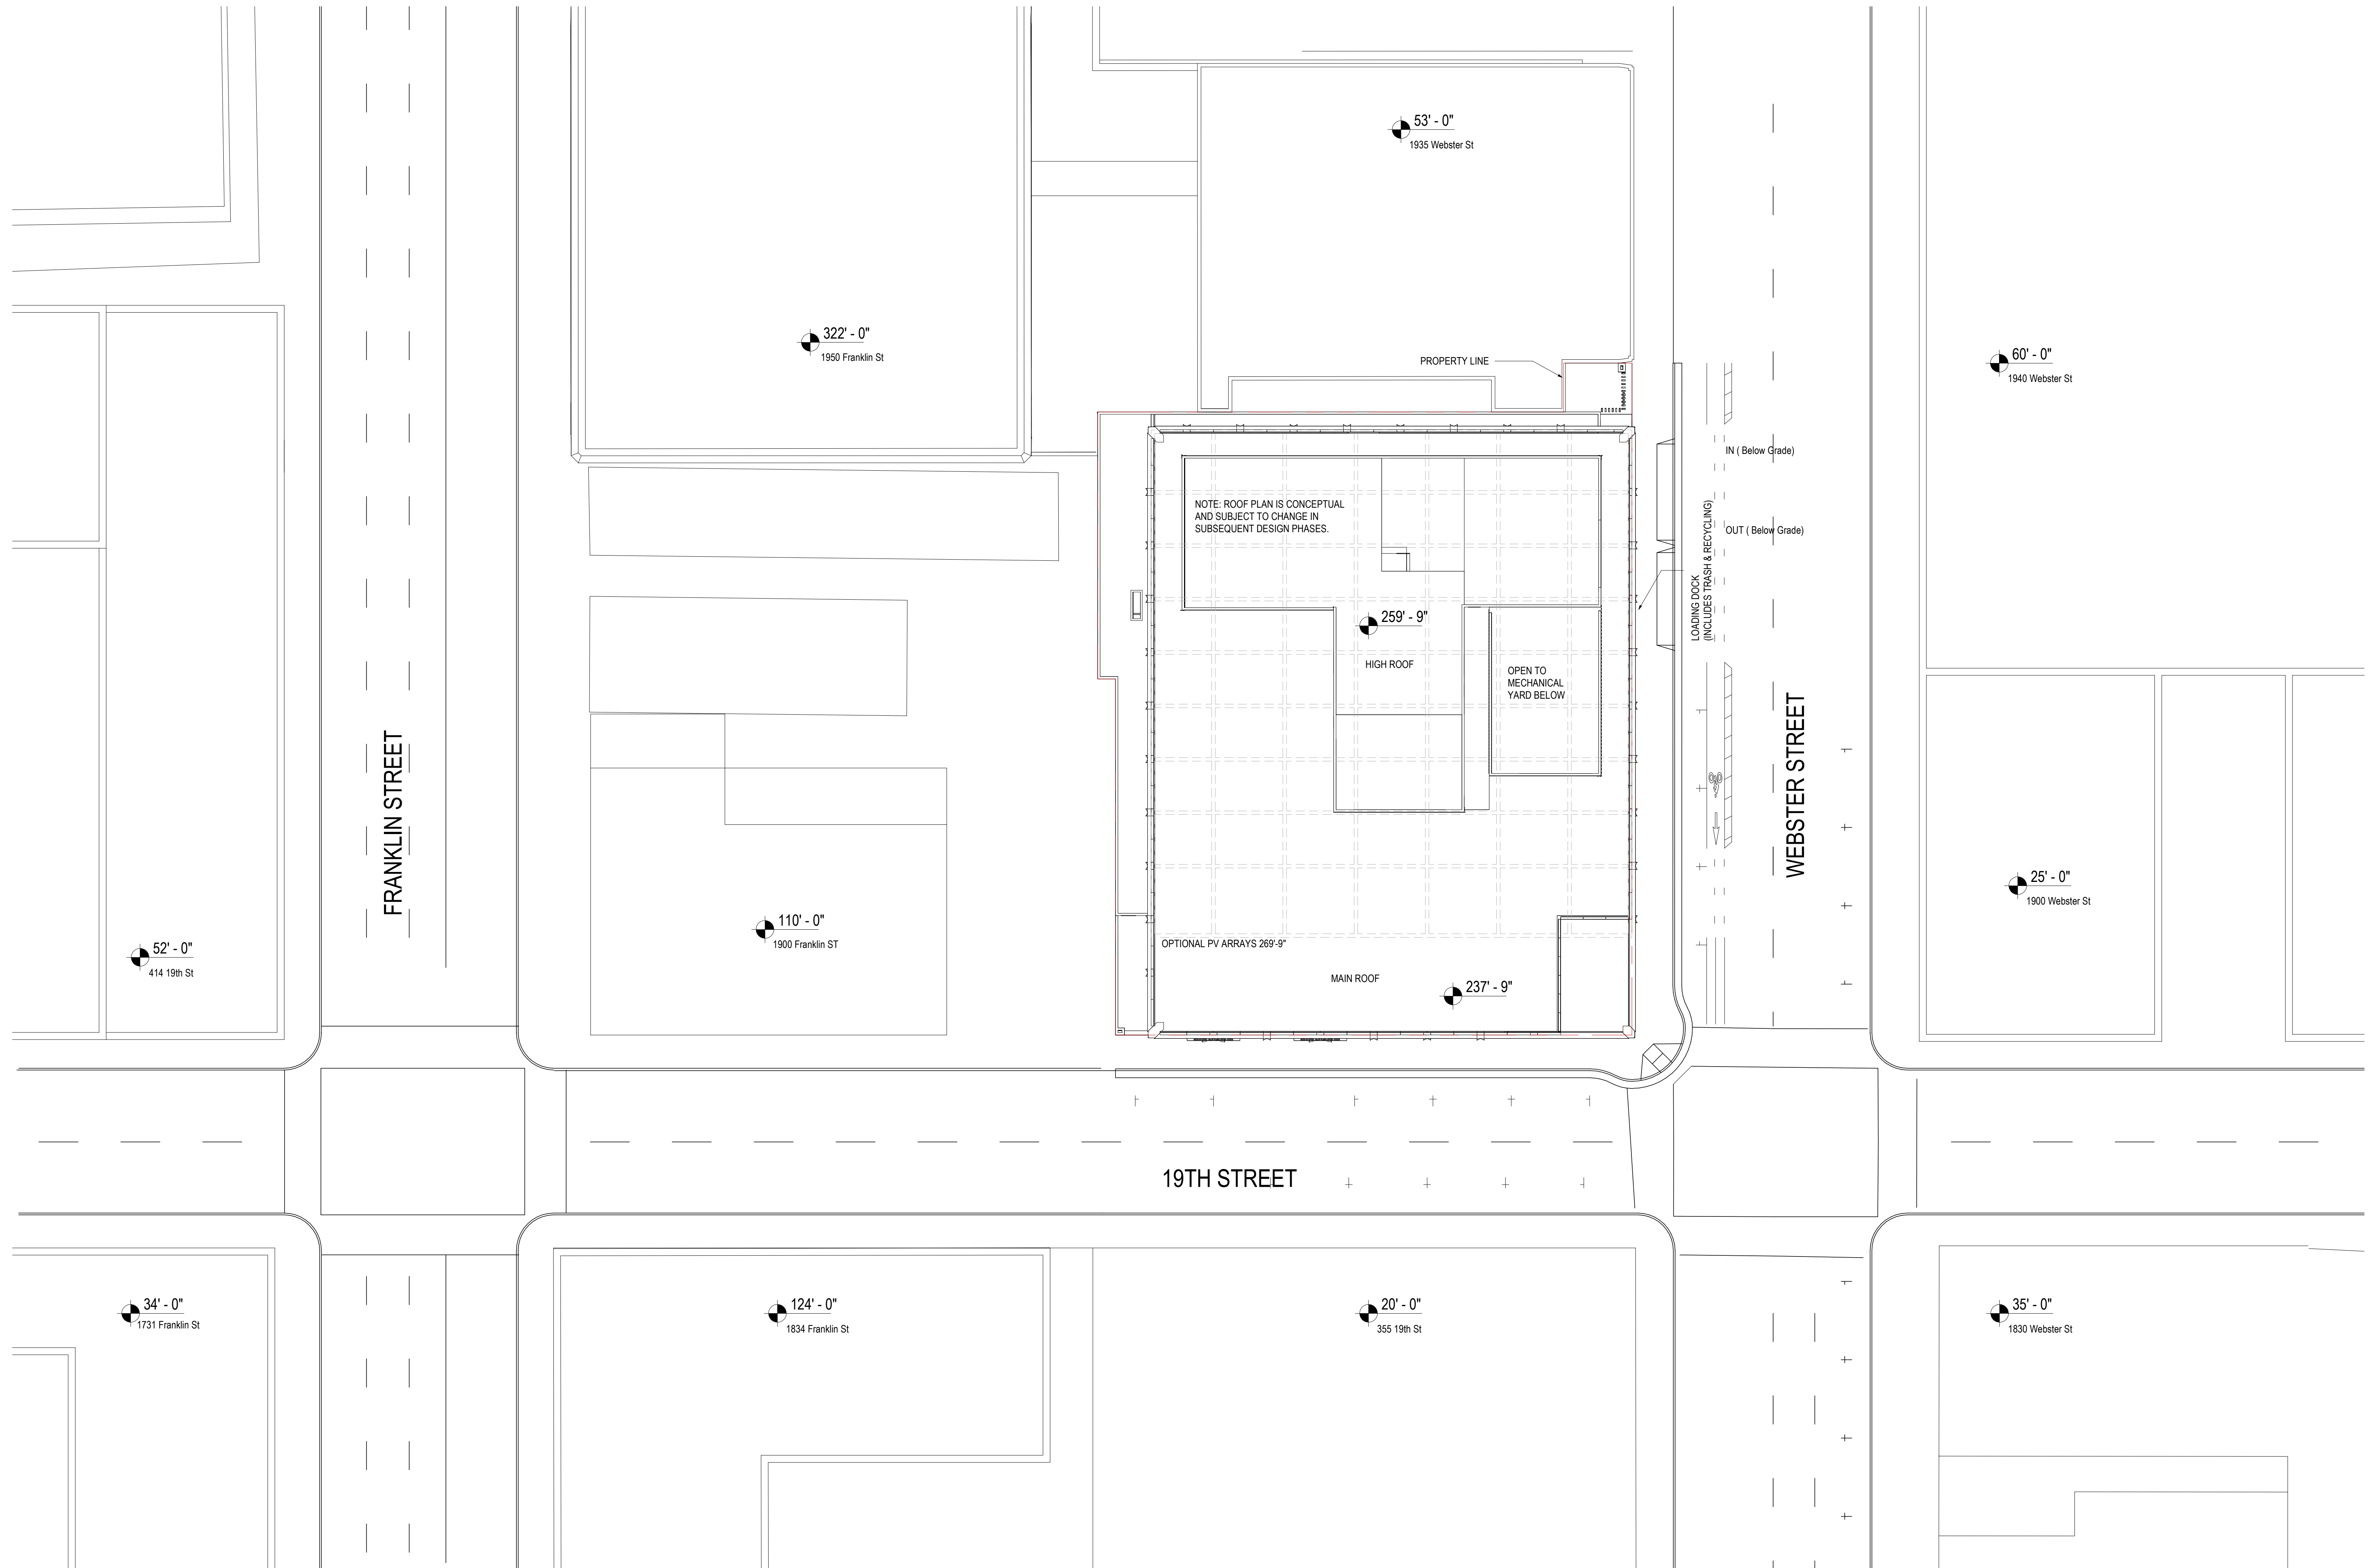 53' - 0"
1935 Webster St
322' - 0"
1950 Franklin St
PROPERTY LINE
60' - 0"
1940 Webster St
IN ( Below Grade)
NOTE: ROOF PLAN IS CONCEPTUAL
AND SUBJECT TO CHANGE IN
SUBSEQUENT DESIGN PHASES.
OUT ( Below Grade)
LOADING DOCK
(INCLUDES TRASH & RECYCLING)
259' - 9"
HIGH ROOF
OPEN TO
MECHANICAL
YARD BELOW
FRANKLIN STREET
WEBSTER STREET
25' - 0"
1900 Webster St
110' - 0"
1900 Franklin ST
52' - 0"
414 19th St
OPTIONAL PV ARRAYS 269'-9"
MAIN ROOF
237' - 9"
19TH STREET
34' - 0"
1731 Franklin St
124' - 0"
1834 Franklin St
20' - 0"
355 19th St
35' - 0"
1830 Webster St